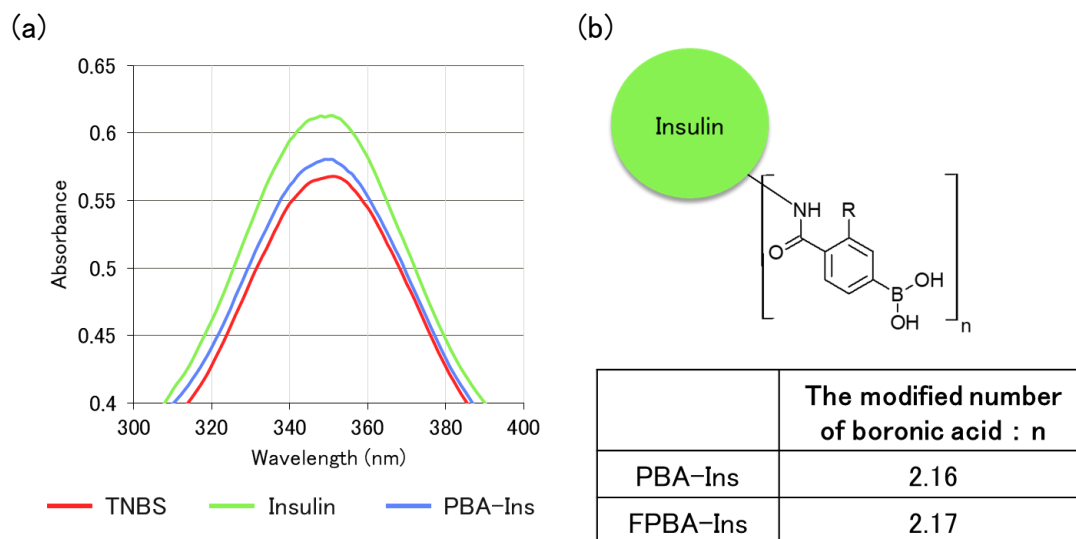 (a)
0.65
0.6
0.55
0.5
0.45
0.4
Absorbance
300 320 340 360 380 400
Wavelength (nm)
TNBS Insulin PBA-Ins
(b)
Insulin
NH
R
O
B
OH
OH
n
The modified number
of boronic acid : n
PBA-Ins 2.16
FPBA-Ins 2.17